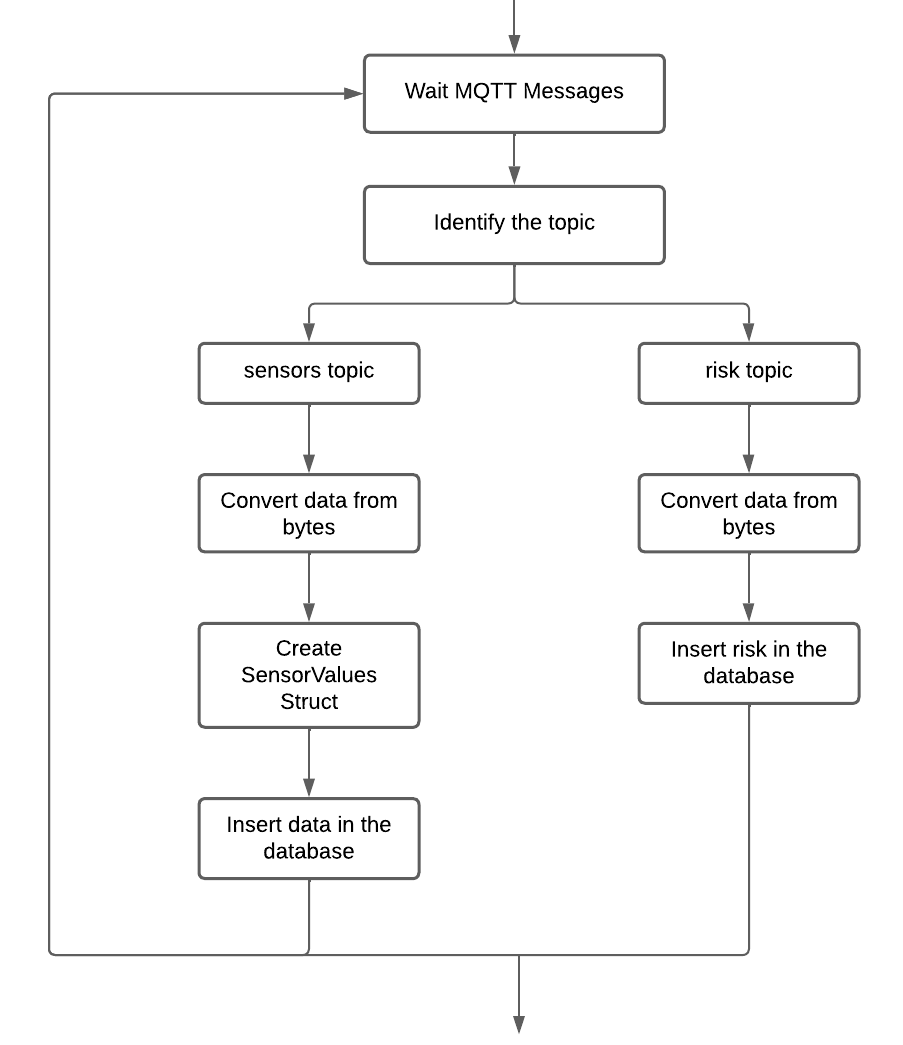 Wait MQTT Messages
Identify the topic
sensors topic
risk topic
Convert data from
bytes
Convert data from
bytes
Create
SensorValues
Struct
Insert risk in the
database
Insert data in the
database